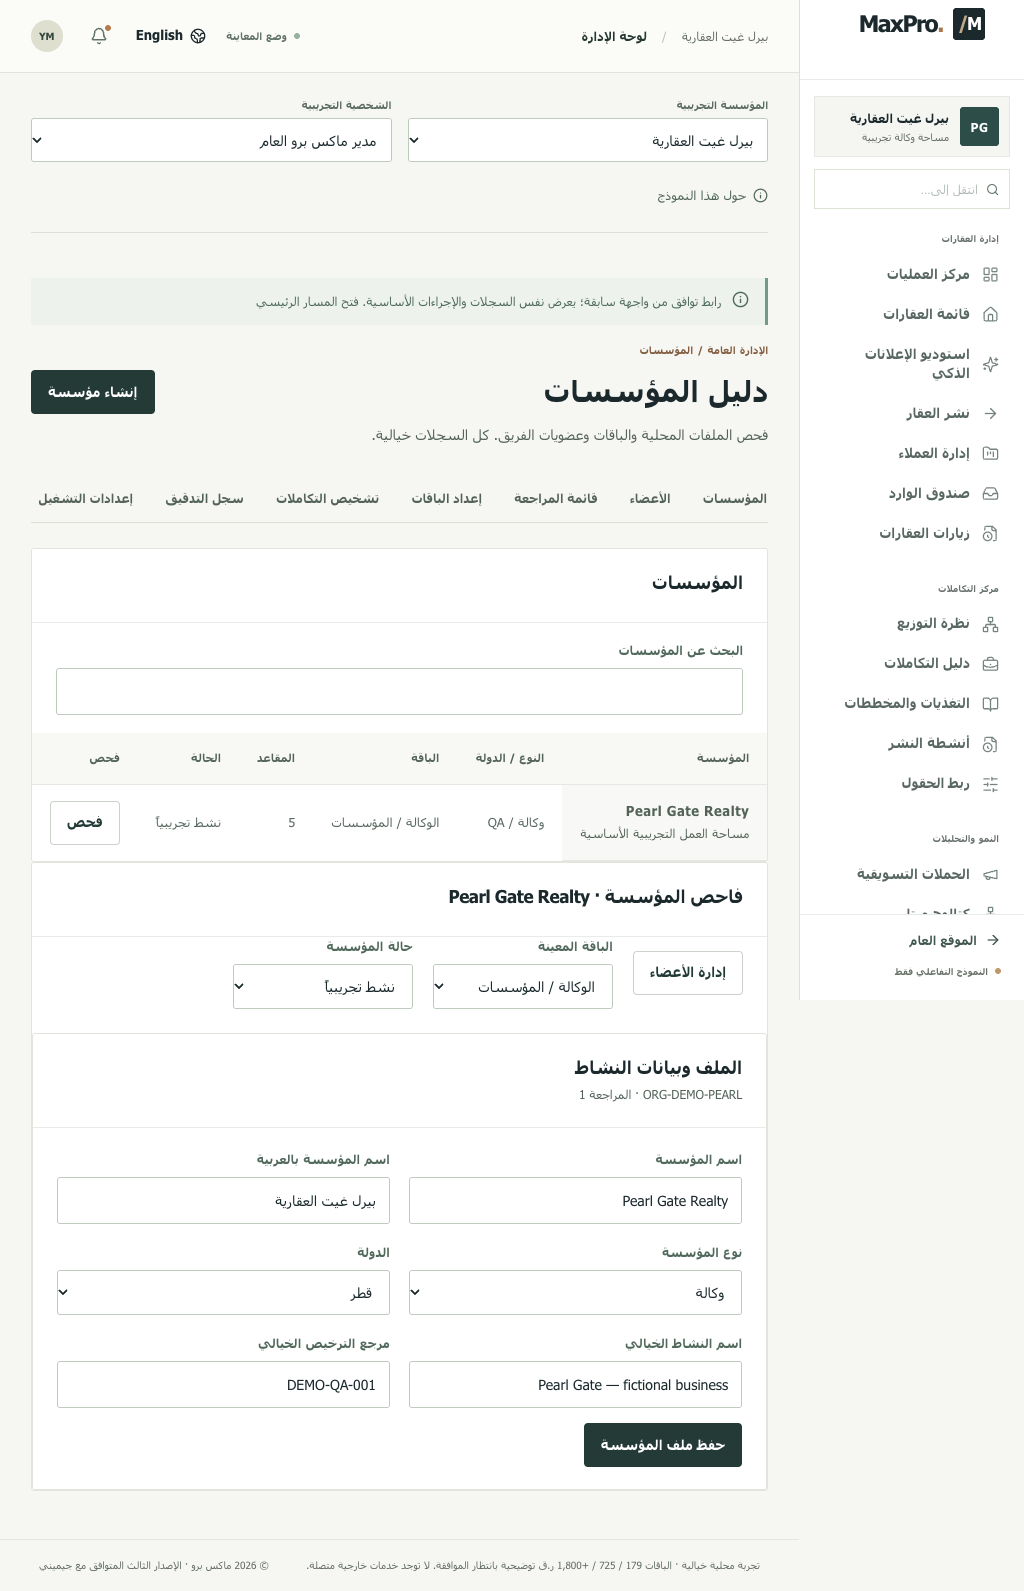 MaxPro.
/M
بيرل غيت العقارية / لوحة الإدارة
وضع المعاينة
English
YM
PG
بيرل غيت العقارية
مساحة وكالة تجريبية
انتقل إلى...
إدارة العقارات
مركز العمليات
قائمة العقارات
استوديو الإعلانات
الذكي
نشر العقار
إدارة العملاء
صندوق الوارد
زيارات العقارات
مركز التكاملات
نظرة التوزيع
دليل التكاملات
التغذيات والمخططات
أنشطة النشر
ربط الحقول
النمو والتحليلات
الحملات التسويقية
الموقع العام
النموذج التفاعلي فقط
المؤسسة التجريبية
بيرل غيت العقارية
الشخصية التجريبية
مدير ماكس برو العام
حول هذا النموذج
رابط توافق من واجهة سابقة؛ يعرض نفس السجلات والإجراءات الأساسية. فتح المسار الرئيسي
الإدارة العامة / المؤسسات
دليل المؤسسات
إنشاء مؤسسة
فحص الملفات المحلية والباقات وعضويات الفريق. كل السجلات خيالية.
المؤسسات
الأعضاء
قائمة المراجعة
إعداد الباقات
تشخيص التكاملات
سجل التدقيق
إعدادات التشغيل
المؤسسات
البحث عن المؤسسات
المؤسسة
النوع / الدولة
الباقة
المقاعد
الحالة
فحص
Pearl Gate Realty
مساحة العمل التجريبية الأساسية
وكالة / QA
الوكالة / المؤسسات
5
نشط تجريبياً
فحص
فاحص المؤسسة · Pearl Gate Realty
إدارة الأعضاء
الباقة المعينة
الوكالة / المؤسسات
حالة المؤسسة
نشط تجريبياً
الملف وبيانات النشاط
ORG-DEMO-PEARL · المراجعة 1
اسم المؤسسة
Pearl Gate Realty
اسم المؤسسة بالعربية
بيرل غيت العقارية
نوع المؤسسة
وكالة
الدولة
قطر
اسم النشاط الخيالي
Pearl Gate — fictional business
مرجع الترخيص الخيالي
DEMO-QA-001
حفظ ملف المؤسسة
تجربة محلية خيالية · الباقات 179 / 725 / +1,800 ر.ق توضيحية بانتظار الموافقة. لا توجد خدمات خارجية متصلة.
© 2026 ماكس برو · الإصدار الثالث المتوافق مع جيميني